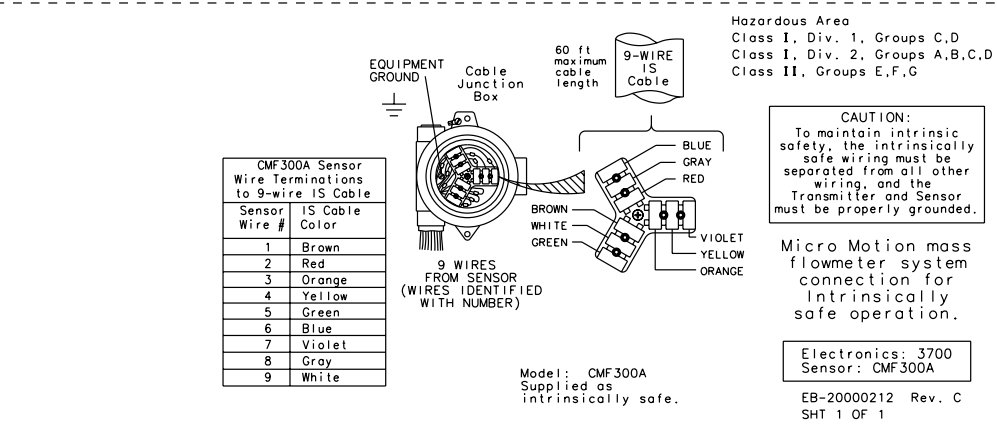 Hazardous Area
Class I, Div. 1, Groups C,D
Class I, Div. 2, Groups A,B,C,D
Class II, Groups E,F,G
EQUIPMENT
GROUND
Cable
Junction
Box
60 ft
maximum
cable
length
9-WIRE
IS
Cable
CAUTION:
To maintain intrinsic
safety, the intrinsically
safe wiring must be
separated from all other
wiring, and the
Transmitter and Sensor
must be properly grounded.
BLUE
GRAY
RED
BROWN
WHITE
GREEN
VIOLET
YELLOW
ORANGE
CMF300A Sensor
Wire Terminations
to 9-wire IS Cable
Sensor Wire # IS Cable Color
1 Brown
2 Red
3 Orange
4 Yellow
5 Green
6 Blue
7 Violet
8 Gray
9 White
9 WIRES
FROM SENSOR
(WIRES IDENTIFIED
WITH NUMBER)
Micro Motion mass
flowmeter system
connection for
Intrinsically
safe operation.
Model: CMF300A
Supplied as
intrinsically safe.
Electronics: 3700
Sensor: CMF300A
EB-20000212 Rev. C
SHT 1 OF 1